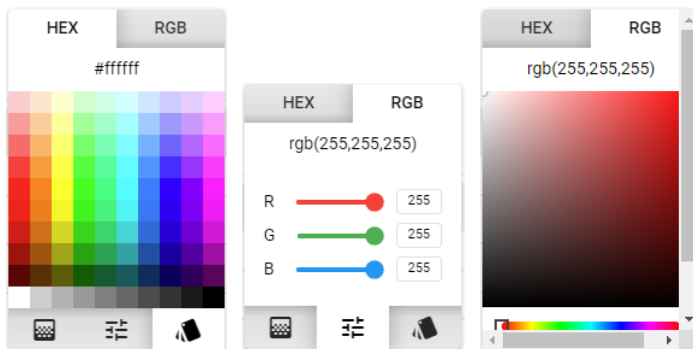 HEX RGB
#ffffff
HEX RGB
rgb(255,255,255)
R 255
G 255
B 255
HEX RGB
rgb(255,255,255)